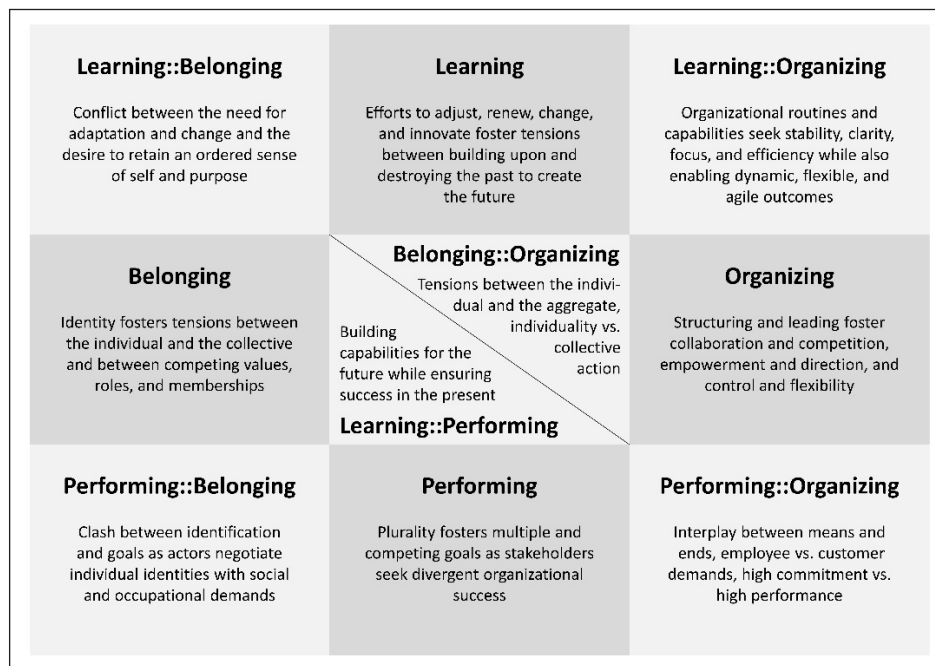 Learning::Belonging
Conflict between the need for
adaptation and change and the
desire to retain an ordered sense
of self and purpose
Learning
Efforts to adjust, renew, change,
and innovate foster tensions
between building upon and
destroying the past to create
the future
Learning::Organizing
Organizational routines and
capabilities seek stability, clarity,
focus, and efficiency while also
enabling dynamic, flexible, and
agile outcomes
Belonging
Identity fosters tensions between
the individual and the collective
and between competing values,
roles, and memberships
Belonging::Organizing
Tensions between the indivi-
dual and the aggregate,
individuality vs.
collective
action
Building
capabilities for the
future while ensuring
success in the present
Learning::Performing
Organizing
Structuring and leading foster
collaboration and competition,
empowerment and direction, and
control and flexibility
Performing::Belonging
Clash between identification
and goals as actors negotiate
individual identities with social
and occupational demands
Performing
Plurality fosters multiple and
competing goals as stakeholders
seek divergent organizational
success
Performing::Organizing
Interplay between means and
ends, employee vs. customer
demands, high commitment vs.
high performance